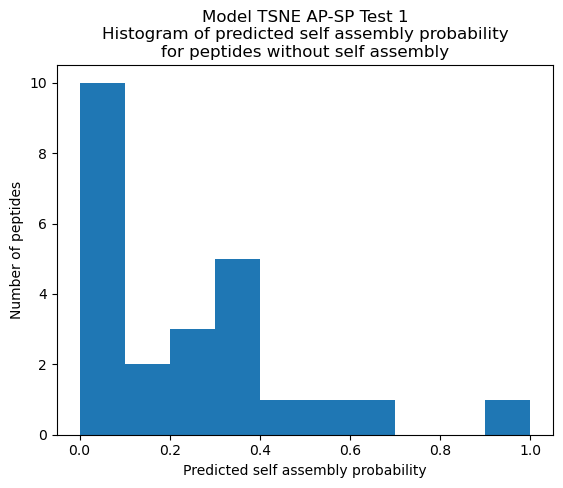 Model TSNE AP-SP Test 1
Histogram of predicted self assembly probability
for peptides without self assembly
10
8
6
4
2
0
Number of peptides
0.0
0.2
0.4
0.6
0.8
1.0
Predicted self assembly probability